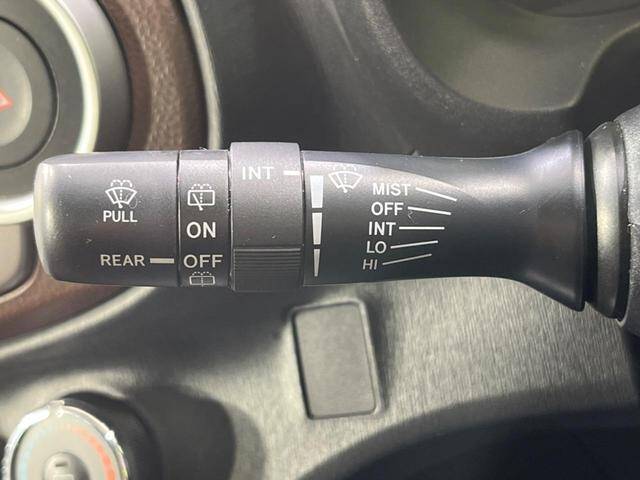 PULL
REAR
ON
OFF
INT
MIST
OFF
INT
LO
HI